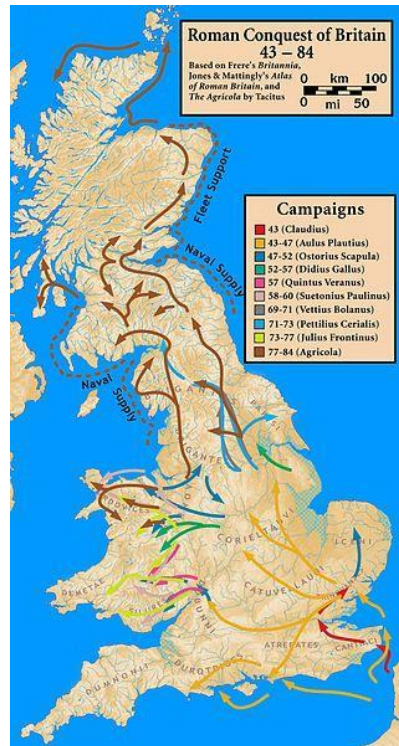 Roman Conquest of Britain
43 – 84
Based on Frere's Britannia,
Jones & Mattingly's Atlas
of Roman Britain, and
The Agricola by Tacitus
0 km 100
0 mi 50
Fleet Support
Naval Supply
Campaigns
43 (Claudius)
43-47 (Aulus Plautius)
47-52 (Ostorius Scapula)
52-57 (Didius Gallus)
57 (Quintus Veranus)
58-60 (Suetonius Paulinus)
69-71 (Vettius Bolanus)
71-73 (Pettilius Cerialis)
73-77 (Julius Frontinus)
77-84 (Agricola)
Naval
Supply
PARISI
CORIELTAUVI
ICENI
DEMETAE
CATUVELLAUNI
ATREBATES
CANTIACI
DUROTRIGES
DUMNONII